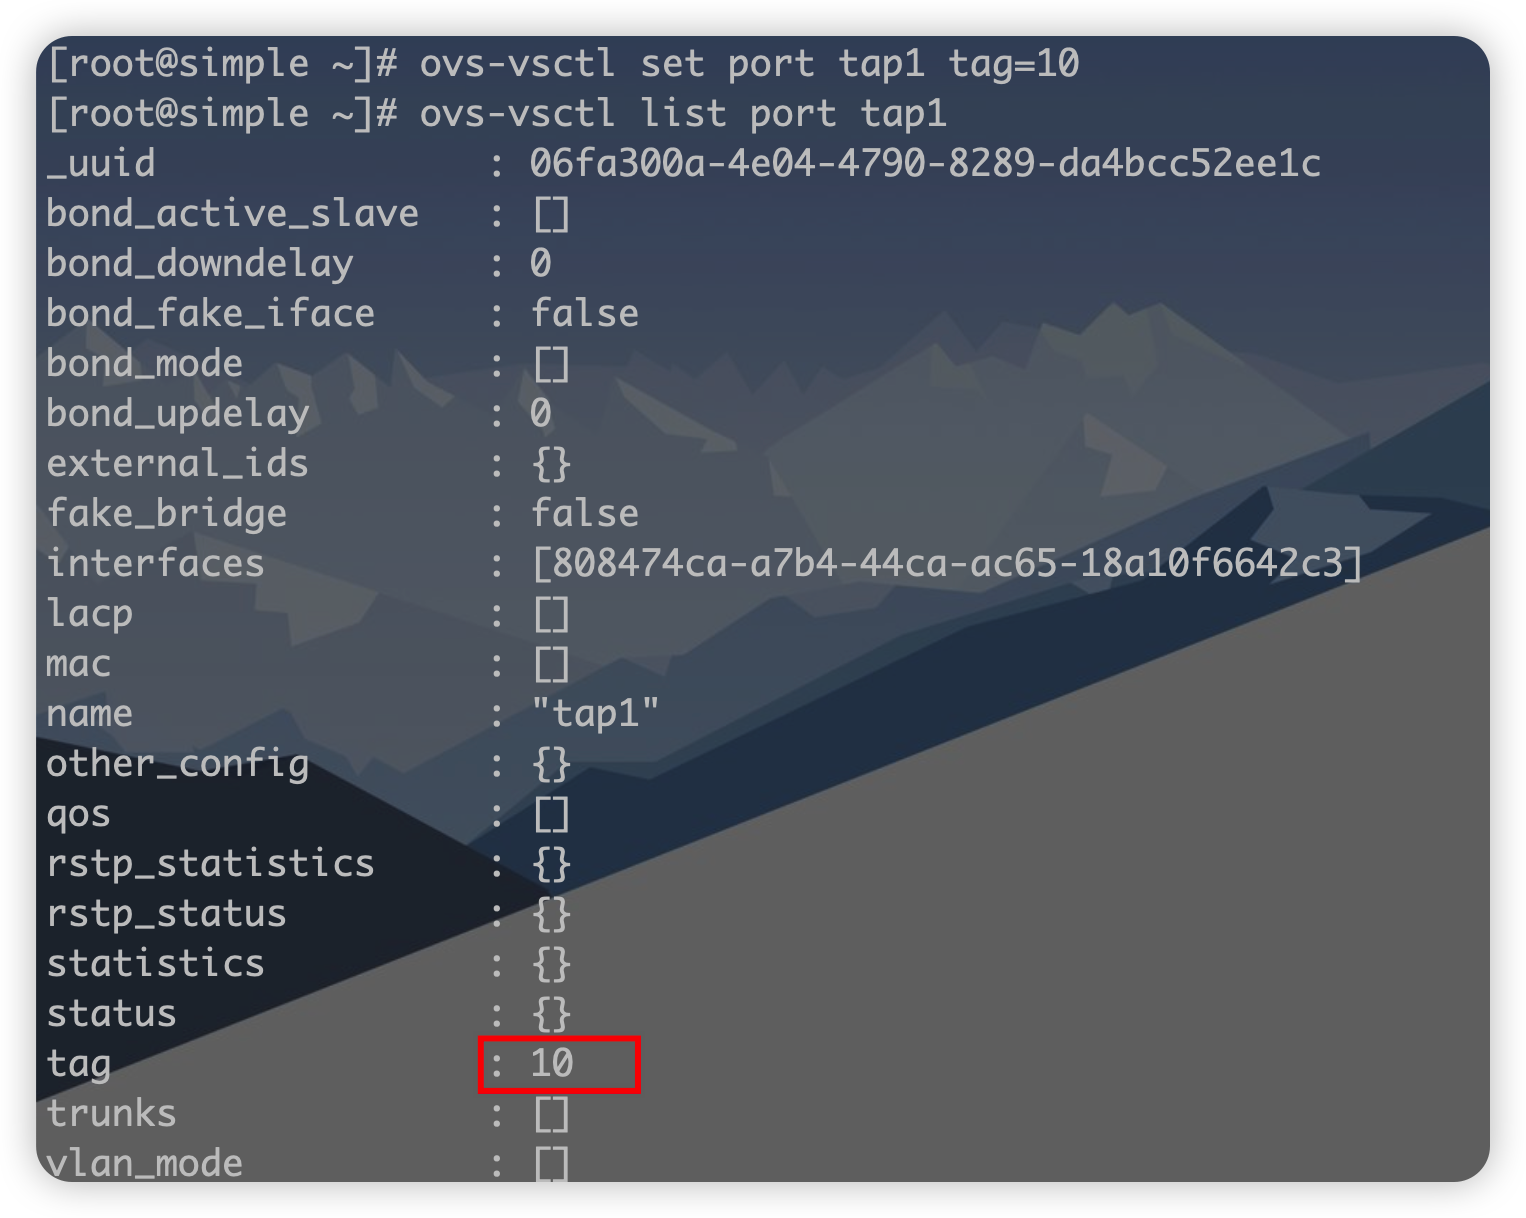 [root@simple ~]# ovs-vsctl set port tap1 tag=10
[root@simple ~]# ovs-vsctl list port tap1
_uuid               : 06fa300a-4e04-4790-8289-da4bcc52ee1c
bond_active_slave   : []
bond_downdelay      : 0
bond_fake_iface     : false
bond_mode           : []
bond_updelay        : 0
external_ids        : {}
fake_bridge         : false
interfaces          : [808474ca-a7b4-44ca-ac65-18a10f6642c3]
lacp                : []
mac                 : []
name                : "tap1"
other_config        : {}
qos                 : []
rstp_statistics     : {}
rstp_status         : {}
statistics          : {}
status              : {}
tag                 : 10
trunks              : []
vlan_mode           : []